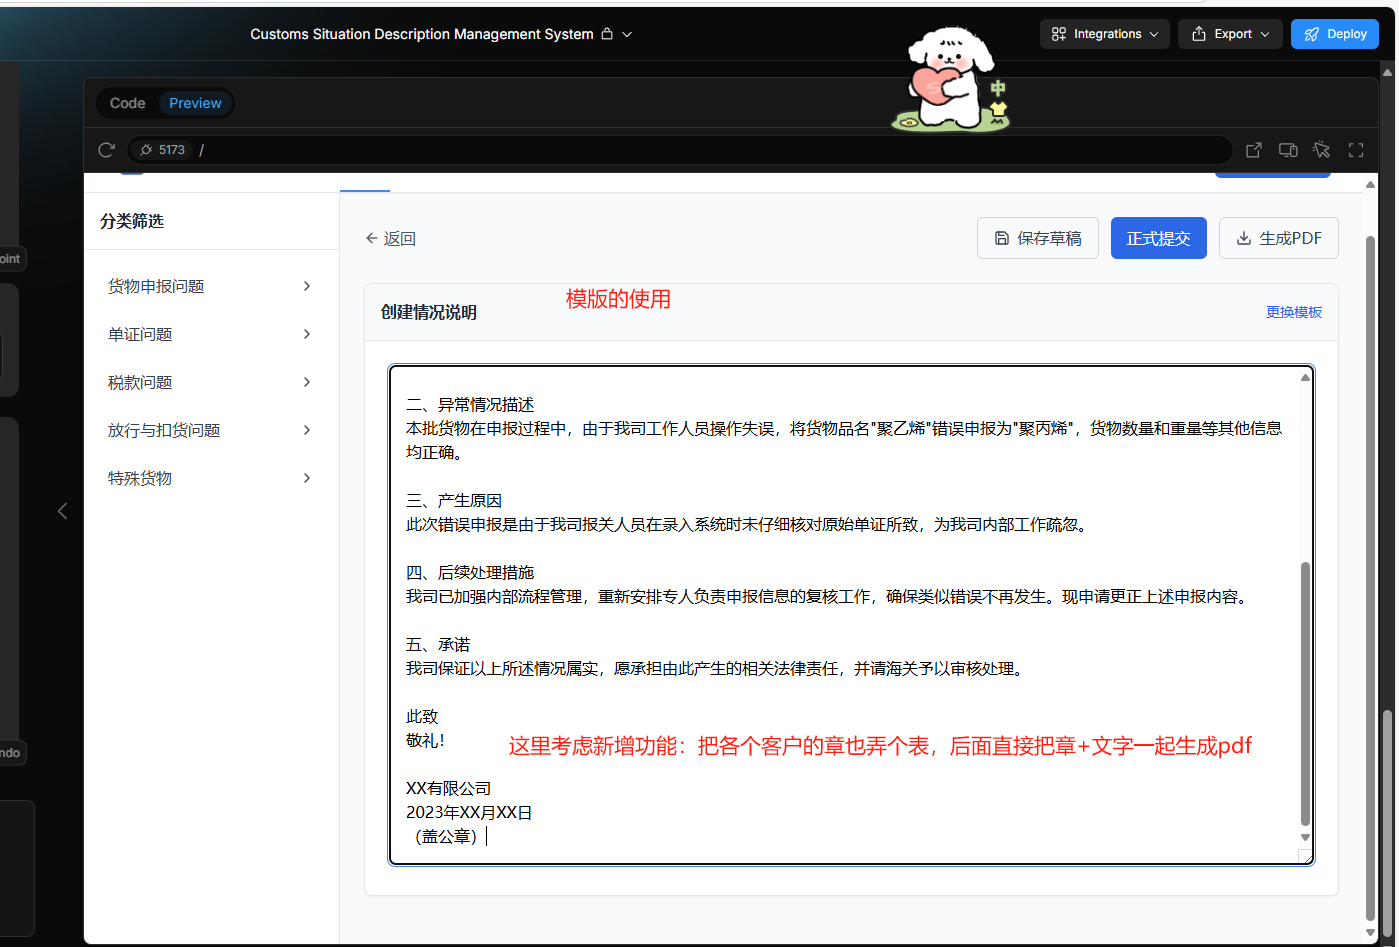 Customs Situation Description Management System
Integrations
Export
Deploy
Code
Preview
5173 /
oint
ndo
分类筛选
货物申报问题
单证问题
税款问题
放行与扣货问题
特殊货物
返回
保存草稿
正式提交
生成PDF
创建情况说明
模版的使用
更换模板
二、异常情况描述
本批货物在申报过程中，由于我司工作人员操作失误，将货物品名"聚乙烯"错误申报为"聚丙烯"，货物数量和重量等其他信息
均正确。
三、产生原因
此次错误申报是由于我司报关人员在录入系统时未仔细核对原始单证所致，为我司内部工作疏忽。
四、后续处理措施
我司已加强内部流程管理，重新安排专人负责申报信息的复核工作，确保类似错误不再发生。现申请更正上述申报内容。
五、承诺
我司保证以上所述情况属实，愿承担由此产生的相关法律责任，并请海关予以审核处理。
此致
敬礼！
这里考虑新增功能：把各个客户的章也弄个表，后面直接把章+文字一起生成pdf
XX有限公司
2023年XX月XX日
（盖公章）
中